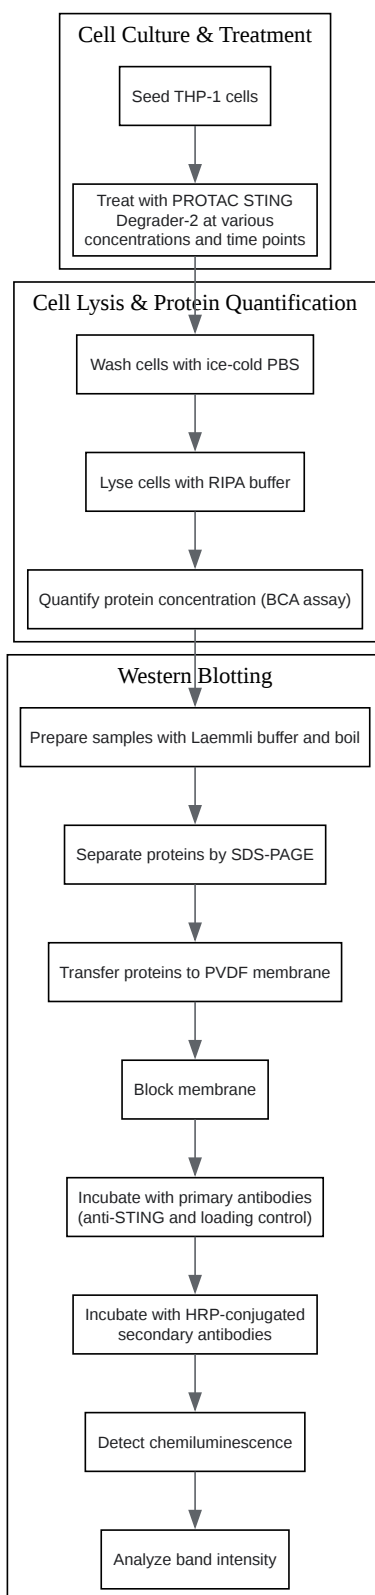 Cell Culture & Treatment
Seed THP-1 cells
Treat with PROTAC STING
Degrader-2 at various
concentrations and time points
Cell Lysis & Protein Quantification
Wash cells with ice-cold PBS
Lyse cells with RIPA buffer
Quantify protein concentration (BCA assay)
Western Blotting
Prepare samples with Laemmli buffer and boil
Separate proteins by SDS-PAGE
Transfer proteins to PVDF membrane
Block membrane
Incubate with primary antibodies
(anti-STING and loading control)
Incubate with HRP-conjugated
secondary antibodies
Detect chemiluminescence
Analyze band intensity